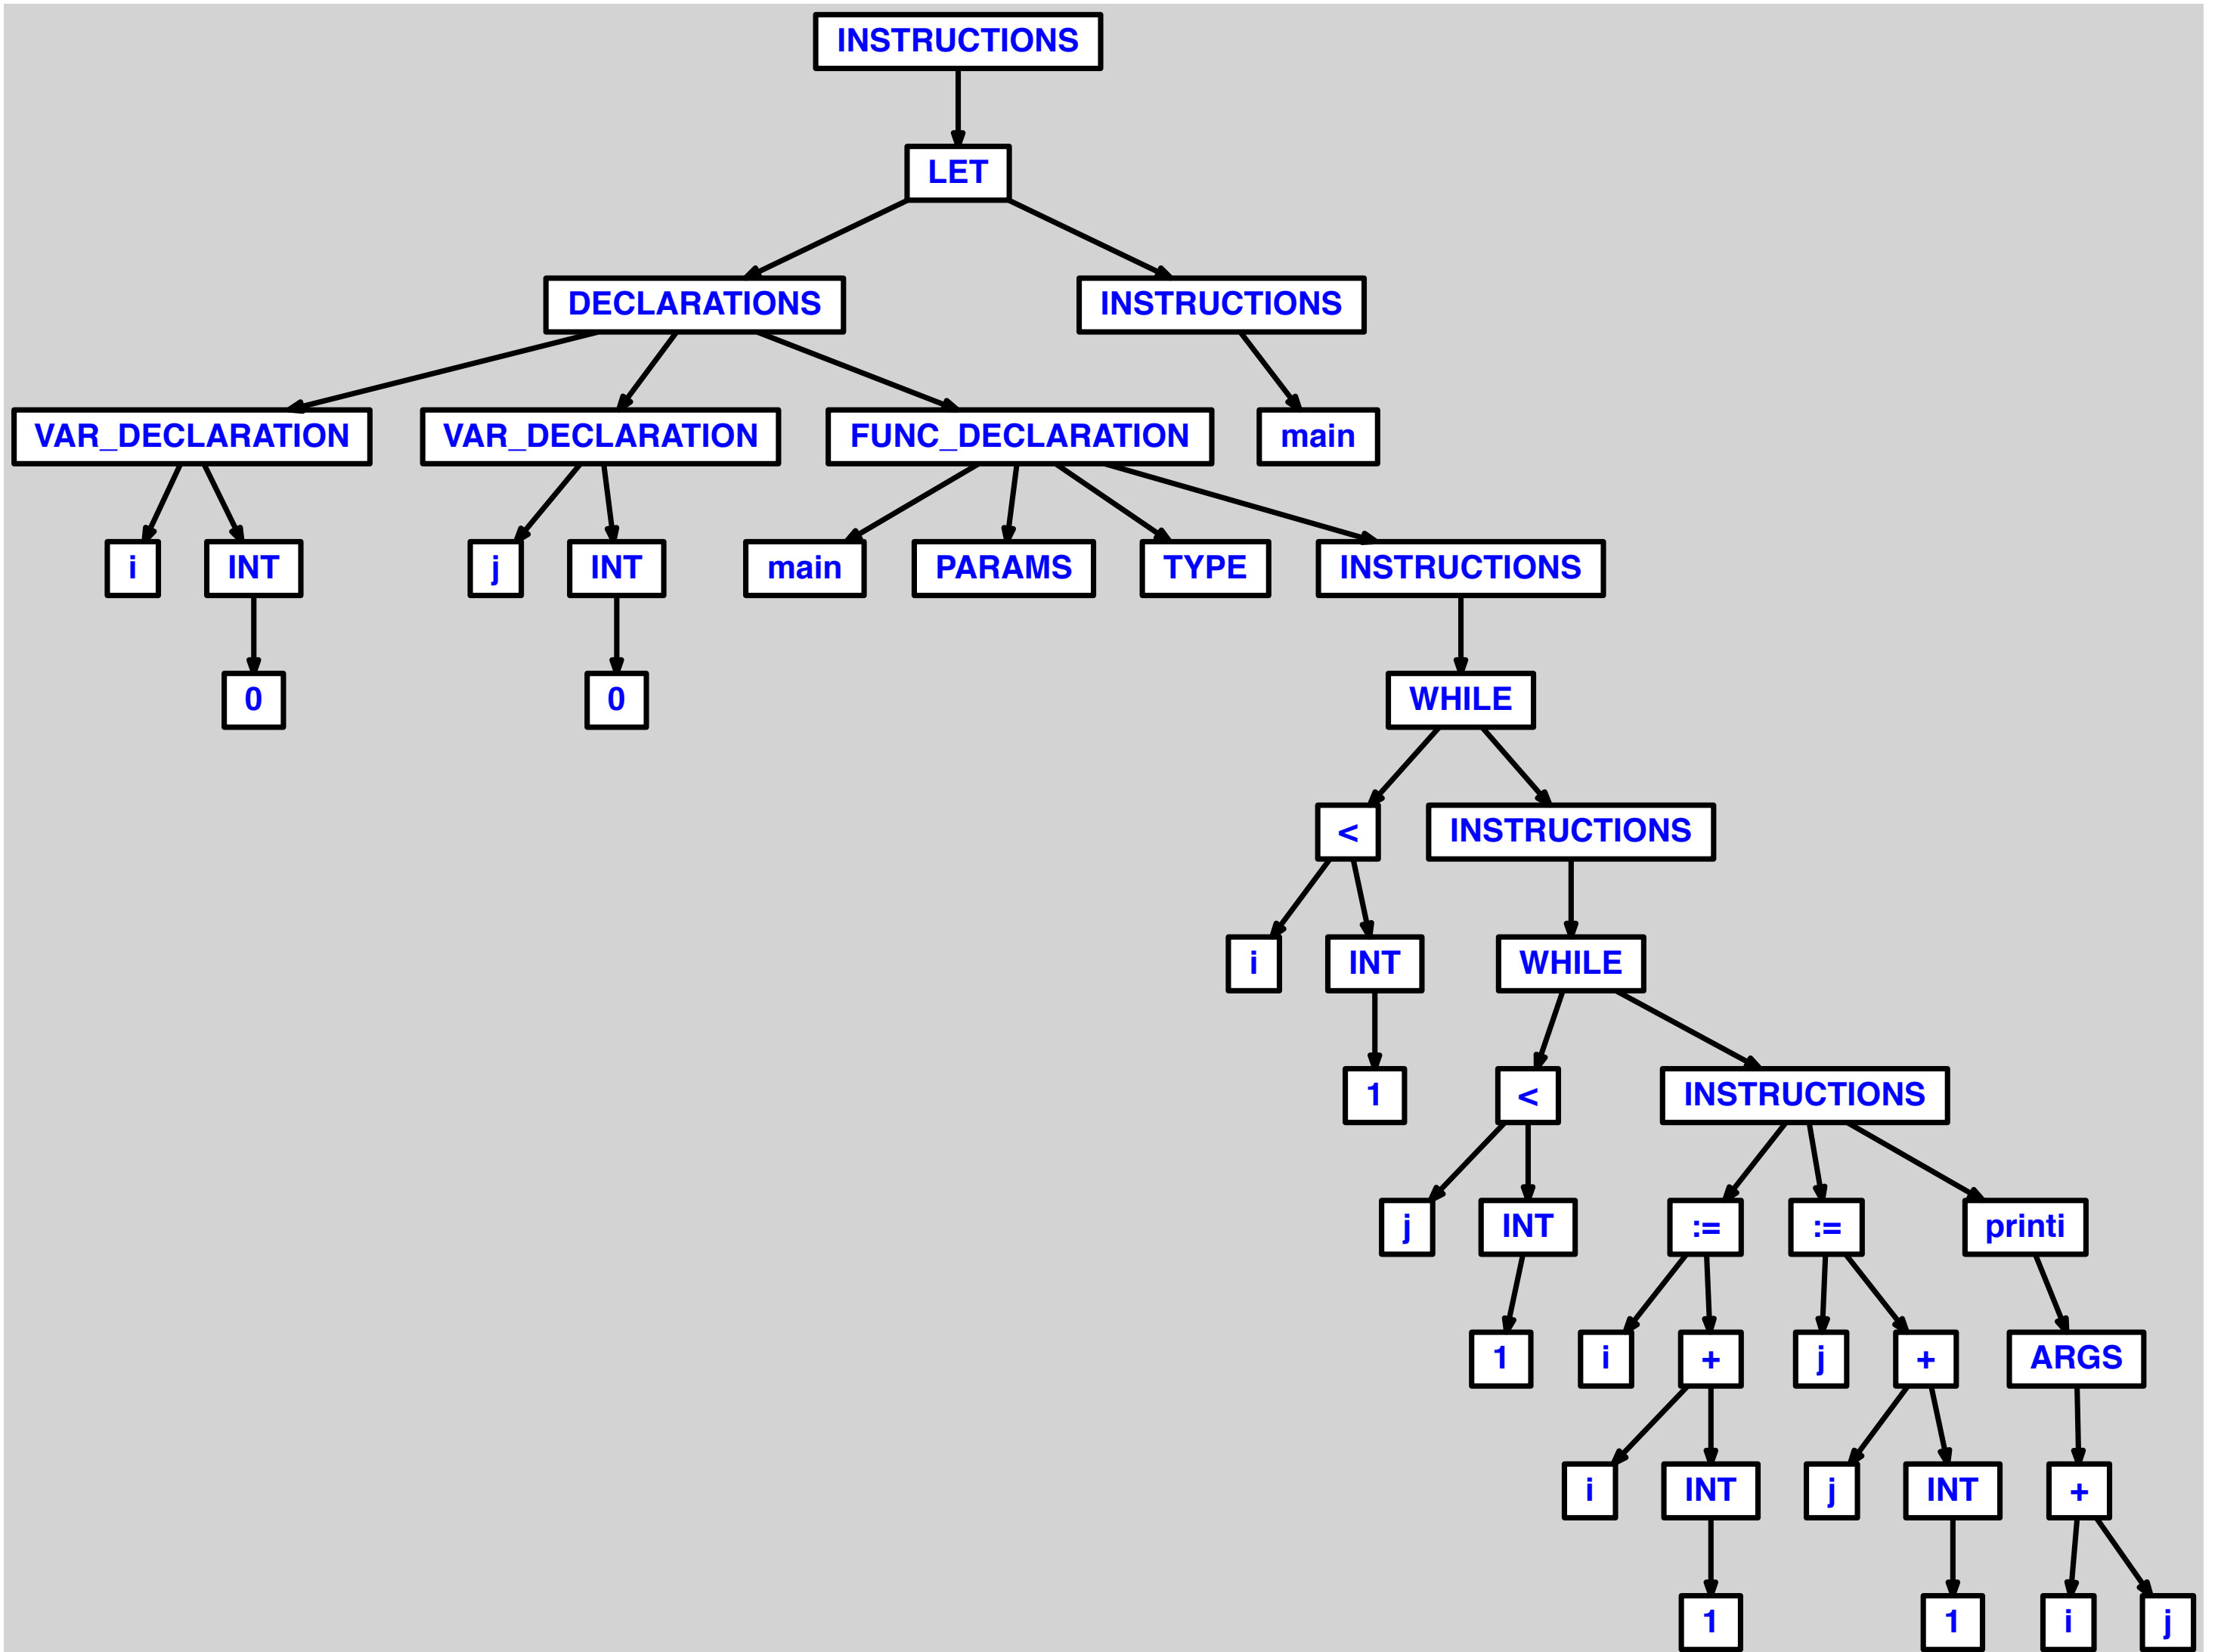 INSTRUCTIONS
LET
DECLARATIONS INSTRUCTIONS
VAR_DECLARATION VAR_DECLARATION FUNC_DECLARATION main
i INT j INT main PARAMS TYPE INSTRUCTIONS
0 0 WHILE
< INSTRUCTIONS
i INT WHILE
1 < INSTRUCTIONS
j INT := := printi
1 i + j + ARGS
i INT j INT +
1 1 i j